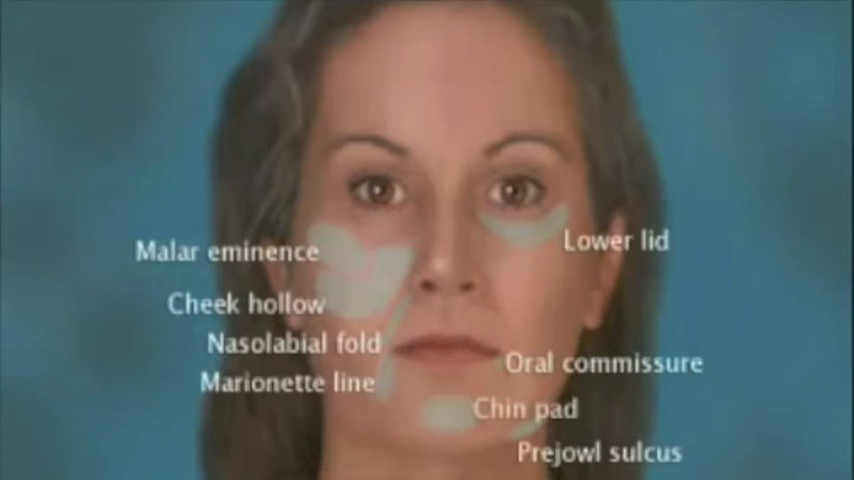 Malar eminence
Lower lid
Cheek hollow
Nasolabial fold
Marionette line
Oral commissure
Chin pad
Prejowl sulcus